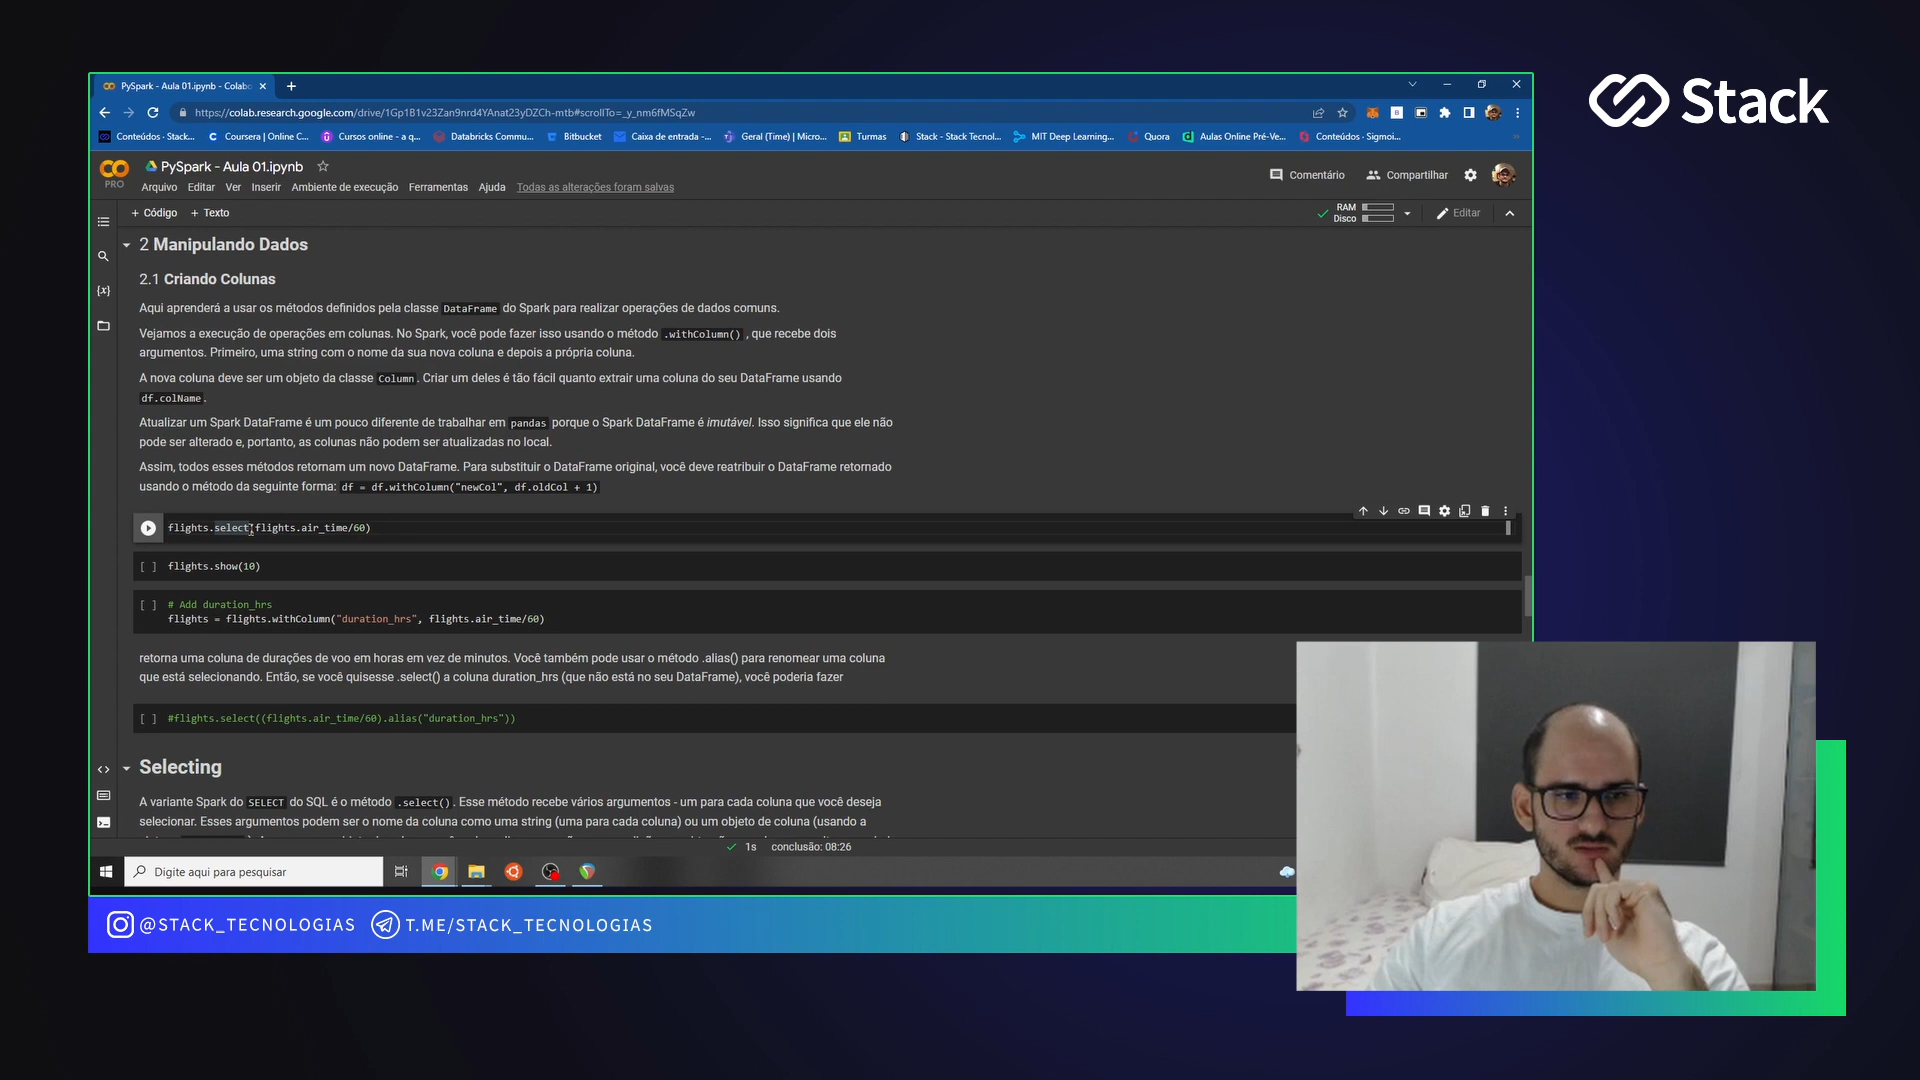 Stack
PySpark - Aula 01.ipynb - Colabo
https://colab.research.google.com/drive/1Gp1B1v23Zan9nrd4YAnat23yDZCh-mtb#scrollTo=_y_nm6fMSqZw
Conteúdos - Stack... Coursera | Online C... Cursos online - a q... Databricks Commu... Bitbucket Caixa de entrada -... Geral (Time) | Micro... Turmas Stack - Stack Tecnol... MIT Deep Learning... Quora Aulas Online Pré-Ve... Conteúdos · Sigmoi...
PySpark - Aula 01.ipynb
PRO
Arquivo Editar Ver Inserir Ambiente de execução Ferramentas Ajuda Todas as alterações foram salvas
Comentário Compartilhar
+ Código + Texto
RAM
Disco
Editar
2 Manipulando Dados
2.1 Criando Colunas
Aqui aprenderá a usar os métodos definidos pela classe DataFrame do Spark para realizar operações de dados comuns.
Vejamos a execução de operações em colunas. No Spark, você pode fazer isso usando o método .withColumn() , que recebe dois
argumentos. Primeiro, uma string com o nome da sua nova coluna e depois a própria coluna.
A nova coluna deve ser um objeto da classe Column. Criar um deles é tão fácil quanto extrair uma coluna do seu DataFrame usando
df.colName.
Atualizar um Spark DataFrame é um pouco diferente de trabalhar em pandas porque o Spark DataFrame é imutável. Isso significa que ele não
pode ser alterado e, portanto, as colunas não podem ser atualizadas no local.
Assim, todos esses métodos retornam um novo DataFrame. Para substituir o DataFrame original, você deve reatribuir o DataFrame retornado
usando o método da seguinte forma: df = df.withColumn("newCol", df.oldCol + 1)
flights.select(flights.air_time/60)
[ ] flights.show(10)
[ ] # Add duration_hrs
flights = flights.withColumn("duration_hrs", flights.air_time/60)
retorna uma coluna de durações de voo em horas em vez de minutos. Você também pode usar o método .alias() para renomear uma coluna
que está selecionando. Então, se você quisesse .select() a coluna duration_hrs (que não está no seu DataFrame), você poderia fazer
[ ] #flights.select((flights.air_time/60).alias("duration_hrs"))
Selecting
A variante Spark do SELECT do SQL é o método .select(). Esse método recebe vários argumentos - um para cada coluna que você deseja
selecionar. Esses argumentos podem ser o nome da coluna como uma string (uma para cada coluna) ou um objeto de coluna (usando a
1s conclusão: 08:26
Digite aqui para pesquisar
@STACK_TECNOLOGIAS T.ME/STACK_TECNOLOGIAS